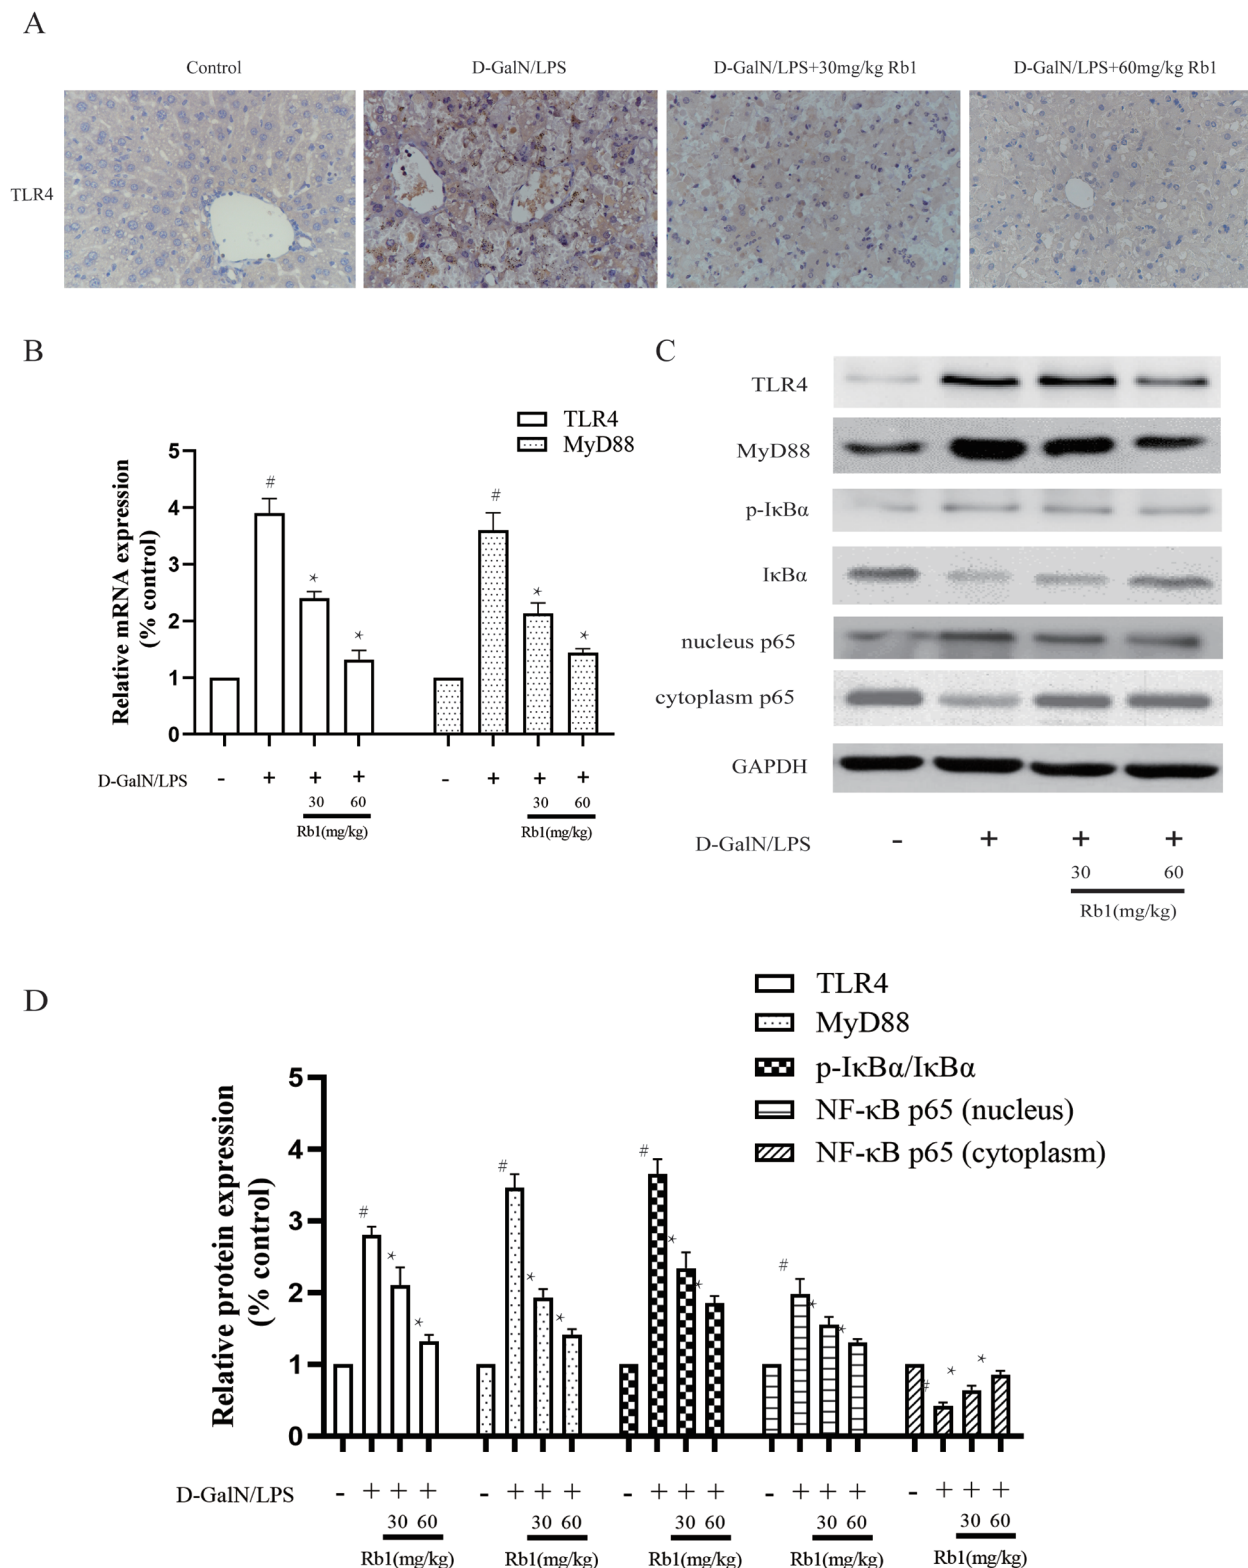 A
Control
D-GalN/LPS
D-GalN/LPS+30mg/kg Rb1
D-GalN/LPS+60mg/kg Rb1
TLR4
B
TLR4
MyD88
Relative mRNA expression
(% control)
5
4
3
2
1
0
# * * # * *
D-GalN/LPS - + + + - + + +
30 60 30 60
Rb1(mg/kg) Rb1(mg/kg)
C
TLR4
MyD88
p-IκBα
IκBα
nucleus p65
cytoplasm p65
GAPDH
D-GalN/LPS - + + +
30 60
Rb1(mg/kg)
D
TLR4
MyD88
p-IκBα/IκBα
NF-κB p65 (nucleus)
NF-κB p65 (cytoplasm)
Relative protein expression
(% control)
5
4
3
2
1
0
# * * # * * # * * # * * # * *
D-GalN/LPS - + + + - + + + - + + + - + + + - + + +
30 60 30 60 30 60 30 60 30 60
Rb1(mg/kg) Rb1(mg/kg) Rb1(mg/kg) Rb1(mg/kg) Rb1(mg/kg)